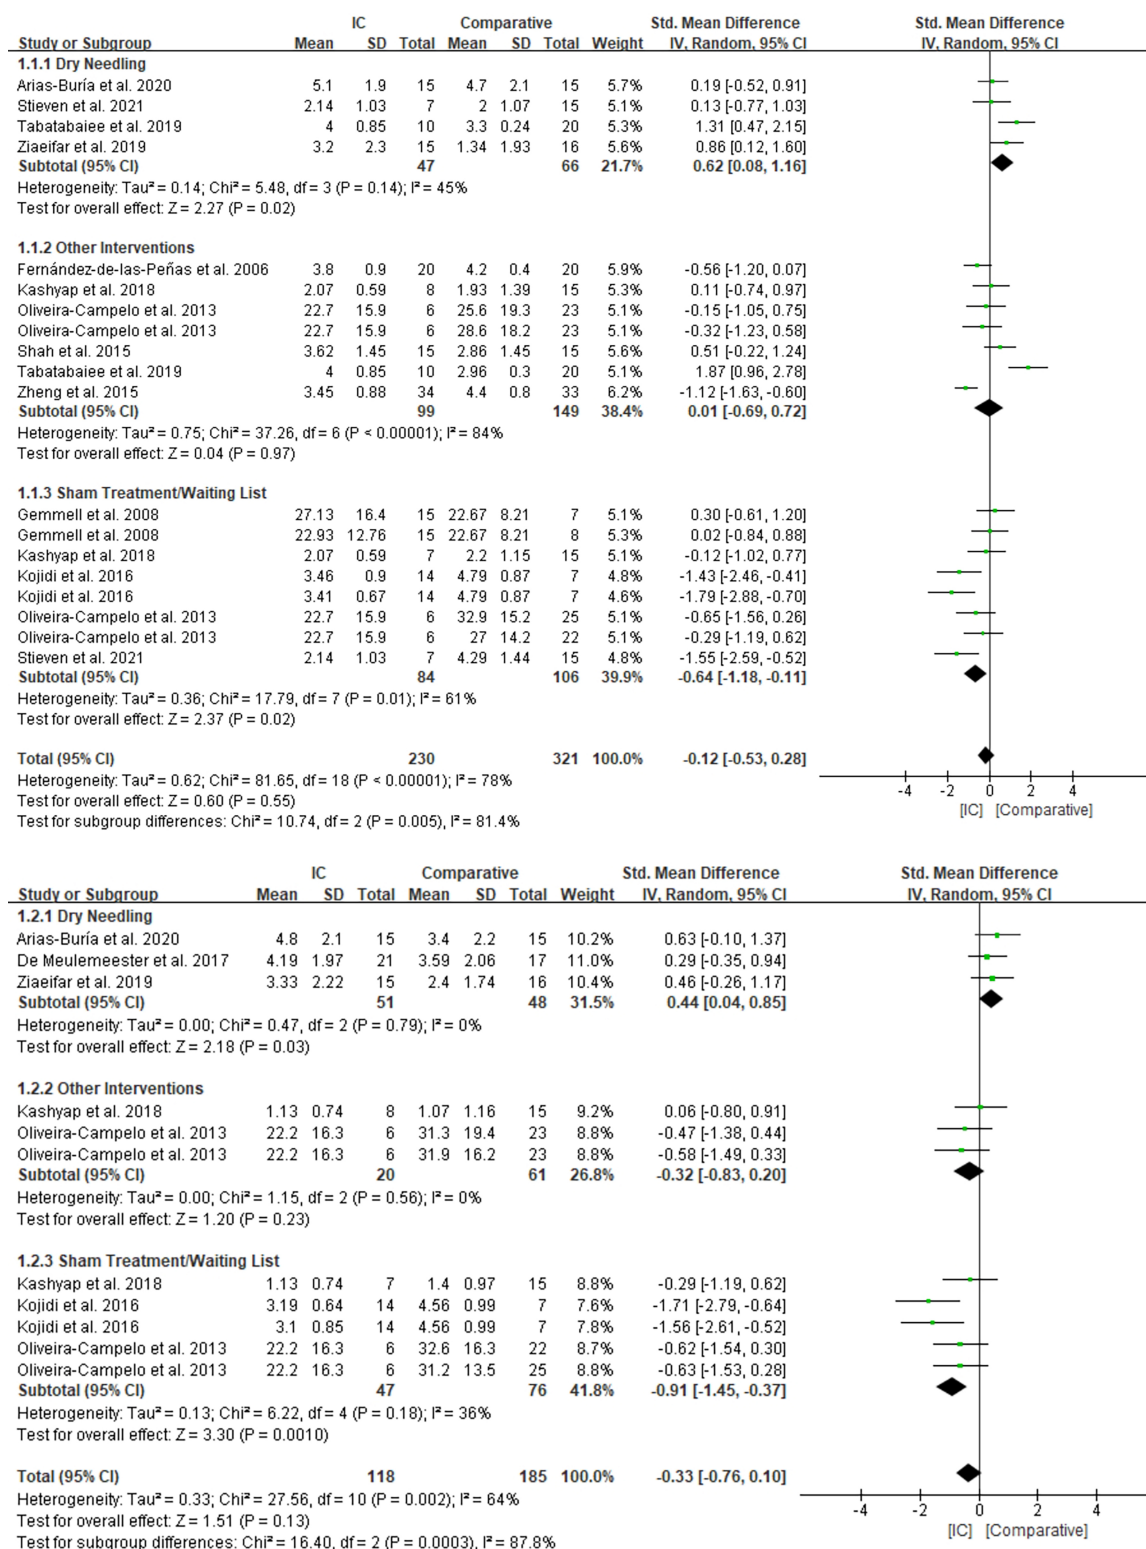 IC Comparative Std. Mean Difference Std. Mean Difference
Study or Subgroup Mean SD Total Mean SD Total Weight IV, Random, 95% CI IV, Random, 95% CI
1.1.1 Dry Needling
Arias-Buría et al. 2020 5.1 1.9 15 4.7 2.1 15 5.7% 0.19 [-0.52, 0.91]
Stieven et al. 2021 2.14 1.03 7 2 1.07 15 5.1% 0.13 [-0.77, 1.03]
Tabatabaiee et al. 2019 4 0.85 10 3.3 0.24 20 5.3% 1.31 [0.47, 2.15]
Ziaeifar et al. 2019 3.2 2.3 15 1.34 1.93 16 5.6% 0.86 [0.12, 1.60]
Subtotal (95% CI) 47 66 21.7% 0.62 [0.08, 1.16]
Heterogeneity: Tau² = 0.14; Chi² = 5.48, df = 3 (P = 0.14); I² = 45%
Test for overall effect: Z = 2.27 (P = 0.02)
1.1.2 Other Interventions
Fernández-de-las-Peñas et al. 2006 3.8 0.9 20 4.2 0.4 20 5.9% -0.56 [-1.20, 0.07]
Kashyap et al. 2018 2.07 0.59 8 1.93 1.39 15 5.3% 0.11 [-0.74, 0.97]
Oliveira-Campelo et al. 2013 22.7 15.9 6 25.6 19.3 23 5.1% -0.15 [-1.05, 0.75]
Oliveira-Campelo et al. 2013 22.7 15.9 6 28.6 18.2 23 5.1% -0.32 [-1.23, 0.58]
Shah et al. 2015 3.62 1.45 15 2.86 1.45 15 5.6% 0.51 [-0.22, 1.24]
Tabatabaiee et al. 2019 4 0.85 10 2.96 0.3 20 5.1% 1.87 [0.96, 2.78]
Zheng et al. 2015 3.45 0.88 34 4.4 0.8 33 6.2% -1.12 [-1.63, -0.60]
Subtotal (95% CI) 99 149 38.4% 0.01 [-0.69, 0.72]
Heterogeneity: Tau² = 0.75; Chi² = 37.26, df = 6 (P < 0.00001); I² = 84%
Test for overall effect: Z = 0.04 (P = 0.97)
1.1.3 Sham Treatment/Waiting List
Gemmell et al. 2008 27.13 16.4 15 22.67 8.21 7 5.1% 0.30 [-0.61, 1.20]
Gemmell et al. 2008 22.93 12.76 15 22.67 8.21 8 5.1% 0.02 [-0.84, 0.88]
Kashyap et al. 2018 2.07 0.59 7 2.2 1.15 15 5.1% -0.12 [-1.02, 0.77]
Kojidi et al. 2016 3.46 0.9 14 4.79 0.87 7 4.8% -1.43 [-2.46, -0.41]
Kojidi et al. 2016 3.41 0.67 14 4.79 0.87 7 4.6% -1.79 [-2.88, -0.70]
Oliveira-Campelo et al. 2013 22.7 15.9 6 32.9 15.2 25 5.1% -0.65 [-1.56, 0.26]
Oliveira-Campelo et al. 2013 22.7 15.9 6 27 14.2 22 5.1% -0.29 [-1.19, 0.62]
Stieven et al. 2021 2.14 1.03 7 4.29 1.44 15 4.8% -1.55 [-2.59, -0.52]
Subtotal (95% CI) 84 106 39.9% -0.64 [-1.18, -0.11]
Heterogeneity: Tau² = 0.36; Chi² = 17.79, df = 7 (P = 0.01); I² = 61%
Test for overall effect: Z = 2.37 (P = 0.02)
Total (95% CI) 230 321 100.0% -0.12 [-0.53, 0.28]
Heterogeneity: Tau² = 0.62; Chi² = 81.65, df = 18 (P < 0.00001); I² = 78%
Test for overall effect: Z = 0.60 (P = 0.55)
Test for subgroup differences: Chi² = 10.74, df = 2 (P = 0.005), I² = 81.4%
-4 -2 0 2 4
[IC] [Comparative]
IC Comparative Std. Mean Difference Std. Mean Difference
Study or Subgroup Mean SD Total Mean SD Total Weight IV, Random, 95% CI IV, Random, 95% CI
1.2.1 Dry Needling
Arias-Buría et al. 2020 4.8 2.1 15 3.4 2.2 15 10.2% 0.63 [-0.10, 1.37]
De Meulemeester et al. 2017 4.19 1.97 21 3.59 2.06 17 11.0% 0.29 [-0.35, 0.94]
Ziaeifar et al. 2019 3.33 2.22 15 2.4 1.74 16 10.4% 0.46 [-0.26, 1.17]
Subtotal (95% CI) 51 48 31.5% 0.44 [0.04, 0.85]
Heterogeneity: Tau² = 0.00; Chi² = 0.47, df = 2 (P = 0.79); I² = 0%
Test for overall effect: Z = 2.18 (P = 0.03)
1.2.2 Other Interventions
Kashyap et al. 2018 1.13 0.74 8 1.07 1.16 15 9.2% 0.06 [-0.80, 0.91]
Oliveira-Campelo et al. 2013 22.2 16.3 6 31.3 19.4 23 8.8% -0.47 [-1.38, 0.44]
Oliveira-Campelo et al. 2013 22.2 16.3 6 31.9 16.2 23 8.8% -0.58 [-1.49, 0.33]
Subtotal (95% CI) 20 61 26.8% -0.32 [-0.83, 0.20]
Heterogeneity: Tau² = 0.00; Chi² = 1.15, df = 2 (P = 0.56); I² = 0%
Test for overall effect: Z = 1.20 (P = 0.23)
1.2.3 Sham Treatment/Waiting List
Kashyap et al. 2018 1.13 0.74 7 1.4 0.97 15 8.8% -0.29 [-1.19, 0.62]
Kojidi et al. 2016 3.19 0.64 14 4.56 0.99 7 7.6% -1.71 [-2.79, -0.64]
Kojidi et al. 2016 3.1 0.85 14 4.56 0.99 7 7.8% -1.56 [-2.61, -0.52]
Oliveira-Campelo et al. 2013 22.2 16.3 6 32.6 16.3 22 8.7% -0.62 [-1.54, 0.30]
Oliveira-Campelo et al. 2013 22.2 16.3 6 31.2 13.5 25 8.8% -0.63 [-1.53, 0.28]
Subtotal (95% CI) 47 76 41.8% -0.91 [-1.45, -0.37]
Heterogeneity: Tau² = 0.13; Chi² = 6.22, df = 4 (P = 0.18); I² = 36%
Test for overall effect: Z = 3.30 (P = 0.0010)
Total (95% CI) 118 185 100.0% -0.33 [-0.76, 0.10]
Heterogeneity: Tau² = 0.33; Chi² = 27.56, df = 10 (P = 0.002); I² = 64%
Test for overall effect: Z = 1.51 (P = 0.13)
Test for subgroup differences: Chi² = 16.40, df = 2 (P = 0.0003), I² = 87.8%
-4 -2 0 2 4
[IC] [Comparative]